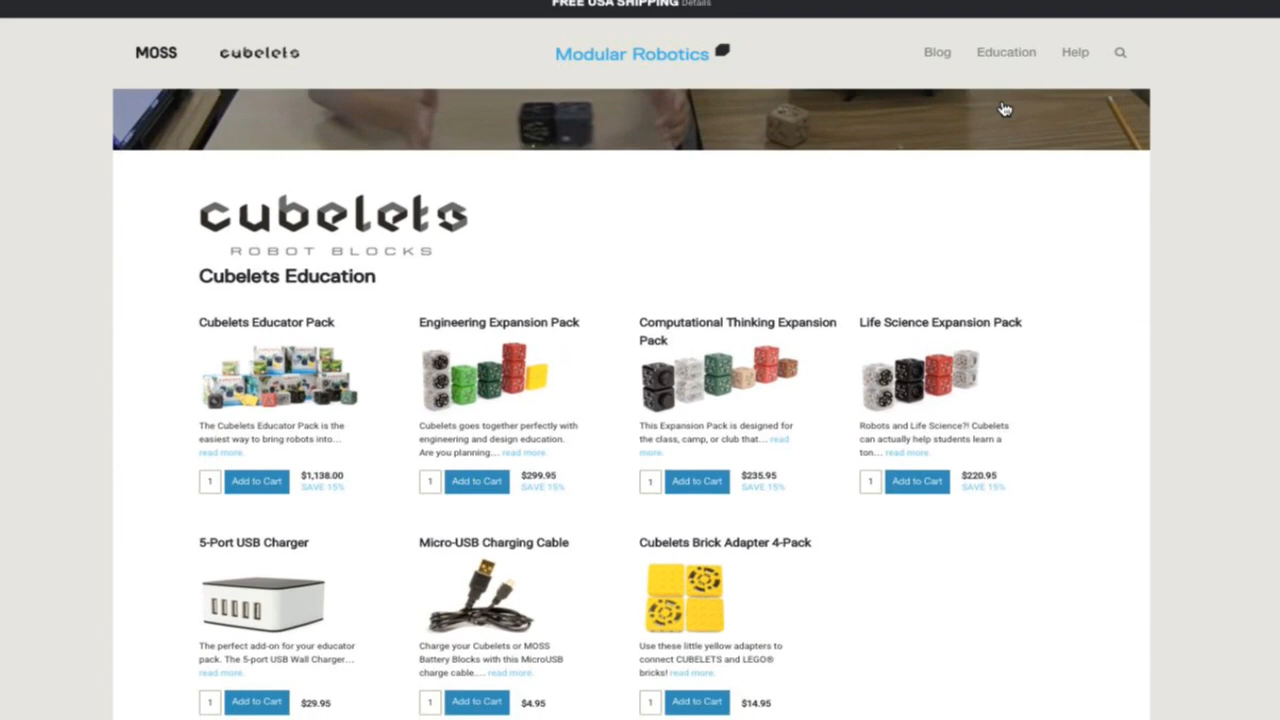 FREE USA SHIPPING Details
MOSS cubelets Modular Robotics Blog Education Help
cubelets
ROBOT BLOCKS
Cubelets Education
Cubelets Educator Pack
The Cubelets Educator Pack is the
easiest way to bring robots into...
read more.
1 Add to Cart $1,138.00
SAVE 15%
Engineering Expansion Pack
Cubelets goes together perfectly with
engineering and design education.
Are you planning... read more.
1 Add to Cart $299.95
SAVE 15%
Computational Thinking Expansion
Pack
This Expansion Pack is designed for
the class, camp, or club that... read
more.
1 Add to Cart $235.95
SAVE 15%
Life Science Expansion Pack
Robots and Life Science?! Cubelets
can actually help students learn a
ton... read more.
1 Add to Cart $220.95
SAVE 15%
5-Port USB Charger
The perfect add-on for your educator
pack. The 5-port USB Wall Charger...
read more.
1 Add to Cart $29.95
Micro-USB Charging Cable
Charge your Cubelets or MOSS
Battery Blocks with this MicroUSB
charge cable.... read more.
1 Add to Cart $4.95
Cubelets Brick Adapter 4-Pack
Use these little yellow adapters to
connect CUBELETS and LEGO®
bricks! read more.
1 Add to Cart $14.95